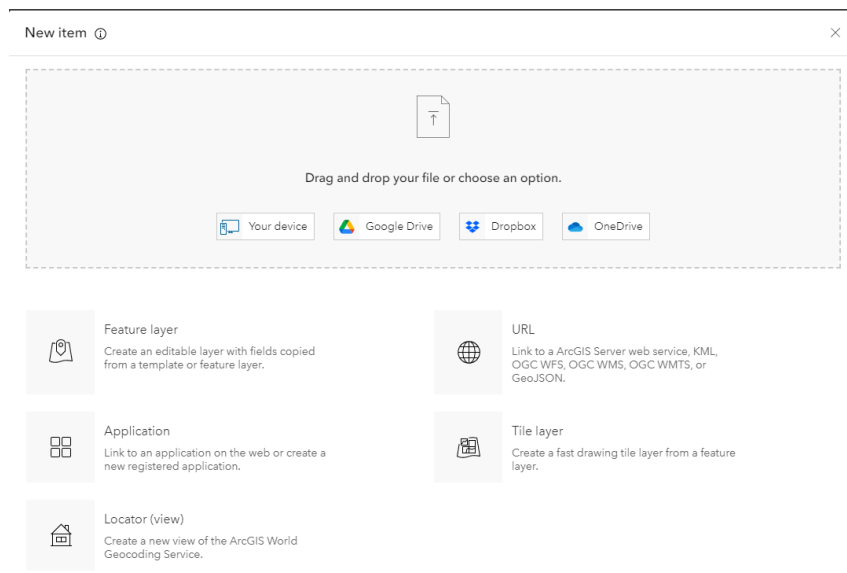 New item
Drag and drop your file or choose an option.
Your device
Google Drive
Dropbox
OneDrive
Feature layer
Create an editable layer with fields copied
from a template or feature layer.
URL
Link to a ArcGIS Server web service, KML,
OGC WFS, OGC WMS, OGC WMTS, or
GeoJSON.
Application
Link to an application on the web or create a
new registered application.
Tile layer
Create a fast drawing tile layer from a feature
layer.
Locator (view)
Create a new view of the ArcGIS World
Geocoding Service.